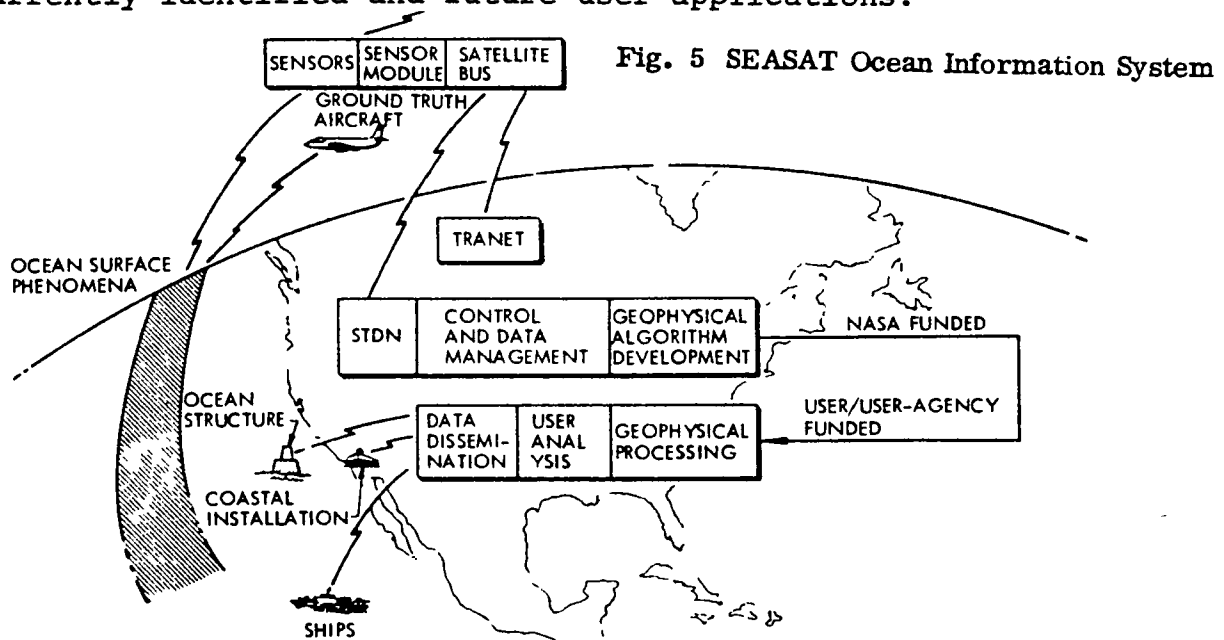 currently identified and future user applications.
SENSORS
SENSOR
MODULE
SATELLITE
BUS
Fig. 5 SEASAT Ocean Information System
GROUND TRUTH
AIRCRAFT
TRANET
OCEAN SURFACE
PHENOMENA
STDN
CONTROL
AND DATA
MANAGEMENT
GEOPHYSICAL
ALGORITHM
DEVELOPMENT
NASA FUNDED
OCEAN
STRUCTURE
DATA
DISSEMI-
NATION
USER
ANAL
YSIS
GEOPHYSICAL
PROCESSING
USER/USER-AGENCY
FUNDED
COASTAL
INSTALLATION
SHIPS